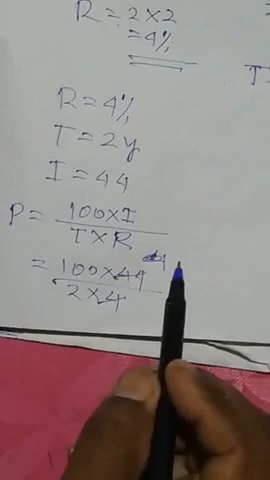 R = 2×2
= 4%
T
R = 4%
T = 2y
I = 44
P = 100×I
T×R
= 100×44
2×4